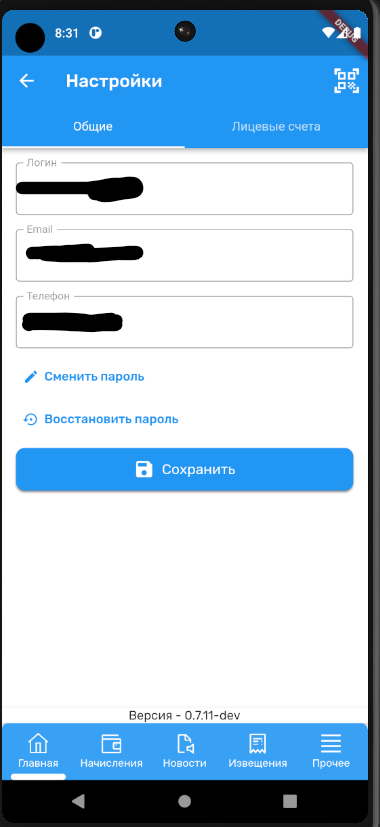 8:31
DEBUG
Настройки
Общие
Лицевые счета
Логин
Email
Телефон
Сменить пароль
Восстановить пароль
Сохранить
Версия - 0.7.11-dev
Главная
Начисления
Новости
Извещения
Прочее